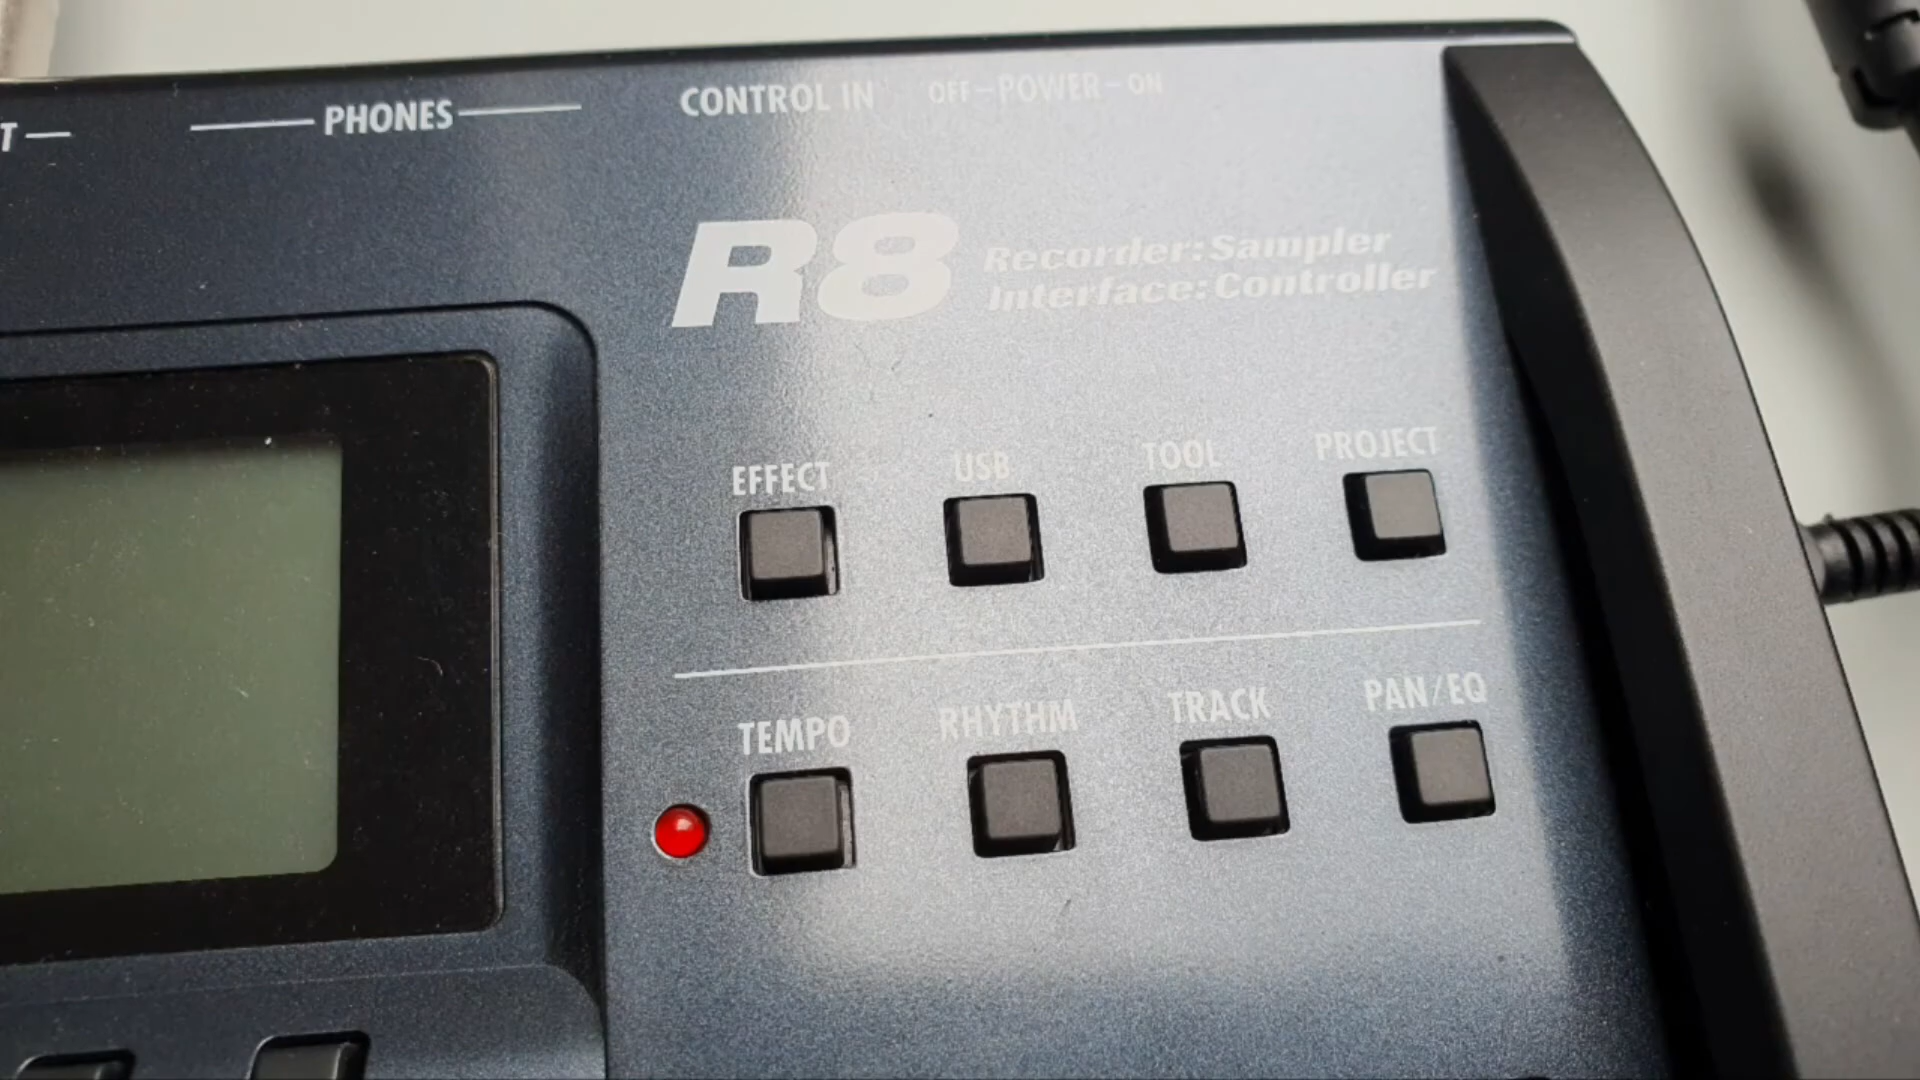 T
PHONES
CONTROL IN
OFF-POWER-ON
R8
Recorder:Sampler
Interface:Controller
EFFECT USB TOOL PROJECT
TEMPO RHYTHM TRACK PAN/EQ